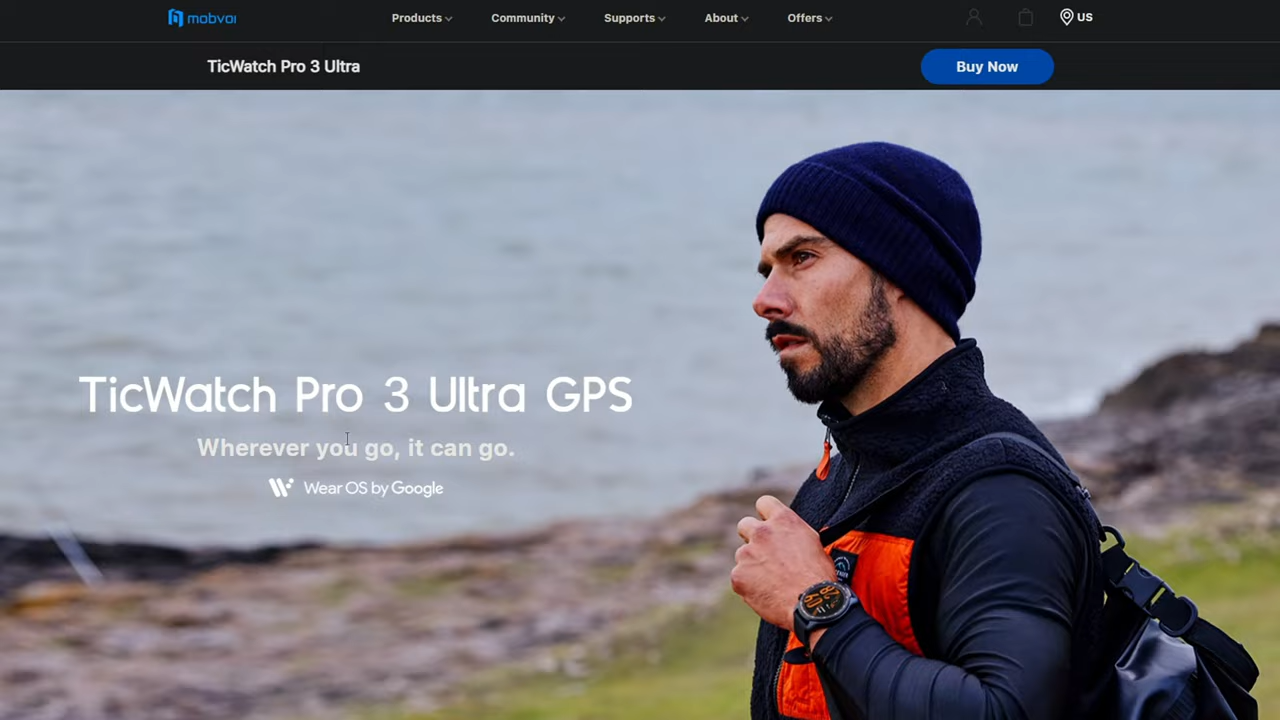 mobvoi
Products
Community
Supports
About
Offers
US
TicWatch Pro 3 Ultra
Buy Now
TicWatch Pro 3 Ultra GPS
Wherever you go, it can go.
Wear OS by Google